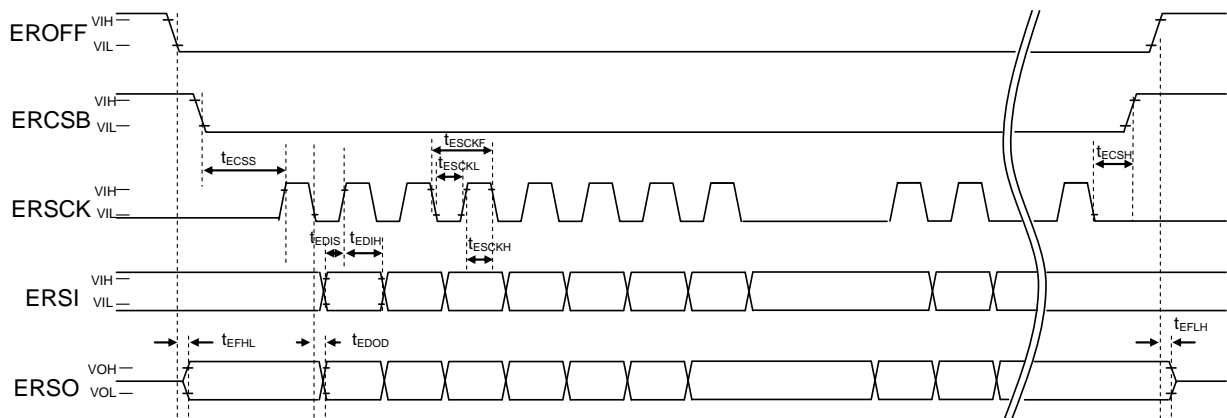 EROFF
VIH
VIL
ERCSB
VIH
VIL
tECSS
tESCKF
tESCKL
tECSH
ERSCK
VIH
VIL
tEDIS
tEDIH
tESCKH
ERSI
VIH
VIL
tEFHL
tEDOD
tEFLH
ERSO
VOH
VOL